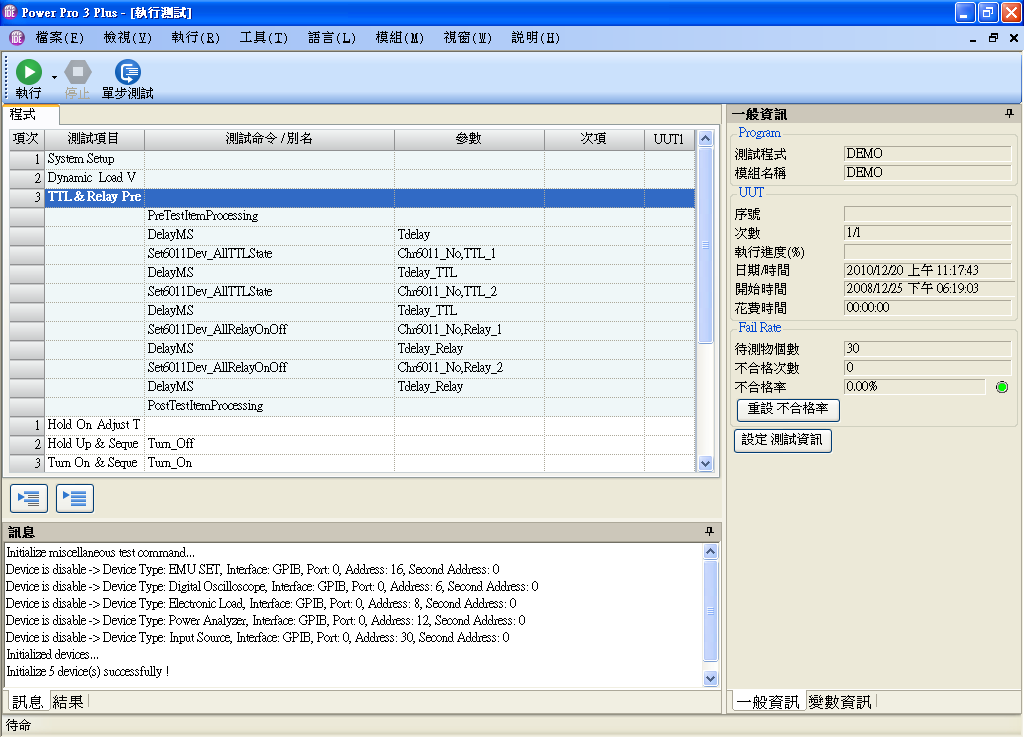 Power Pro 3 Plus - [執行測試]
檔案(F) 檢視(V) 執行(R) 工具(T) 語言(L) 模組(M) 視窗(W) 說明(H)
執行 停止 單步測試
程式
項次 測試項目 測試命令 / 別名 參數 次項 UUT1
1 System Setup
2 Dynamic Load V
3 TTL & Relay Pre
PreTestItemProcessing
DelayMS Tdelay
Set6011Dev_AllTTLState Chr6011_No,TTL_1
DelayMS Tdelay_TTL
Set6011Dev_AllTTLState Chr6011_No,TTL_2
DelayMS Tdelay_TTL
Set6011Dev_AllRelayOnOff Chr6011_No,Relay_1
DelayMS Tdelay_Relay
Set6011Dev_AllRelayOnOff Chr6011_No,Relay_2
DelayMS Tdelay_Relay
PostTestItemProcessing
1 Hold On Adjust T
2 Hold Up & Seque Turn_Off
3 Turn On & Seque Turn_On
訊息
Initialize miscellaneous test command...
Device is disable -> Device Type: EMU SET, Interface: GPIB, Port: 0, Address: 16, Second Address: 0
Device is disable -> Device Type: Digital Oscilloscope, Interface: GPIB, Port: 0, Address: 6, Second Address: 0
Device is disable -> Device Type: Electronic Load, Interface: GPIB, Port: 0, Address: 8, Second Address: 0
Device is disable -> Device Type: Power Analyzer, Interface: GPIB, Port: 0, Address: 12, Second Address: 0
Device is disable -> Device Type: Input Source, Interface: GPIB, Port: 0, Address: 30, Second Address: 0
Initialized devices...
Initialize 5 device(s) successfully !
訊息 結果
待命
一般資訊
Program
測試程式 DEMO
模組名稱 DEMO
UUT
序號
次數 1/1
執行進度(%)
日期/時間 2010/12/20 上午 11:17:43
開始時間 2008/12/25 下午 06:19:03
花費時間 00:00:00
Fail Rate
待測物個數 30
不合格次數 0
不合格率 0.00%
重設 不合格率
設定 測試資訊
一般資訊 變數資訊